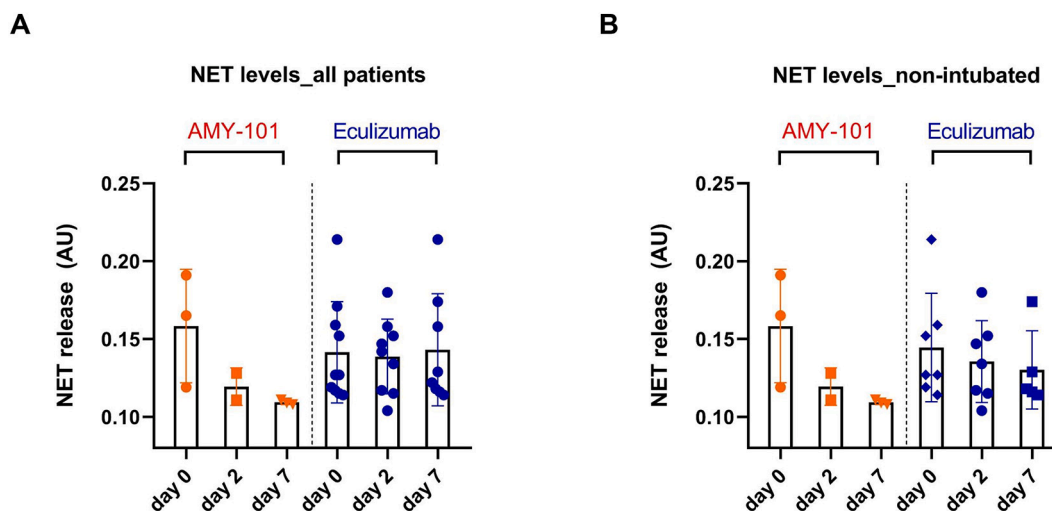 A
NET levels_all patients
AMY-101
Eculizumab
NET release (AU)
0.25
0.20
0.15
0.10
day 0
day 2
day 7
day 0
day 2
day 7
B
NET levels_non-intubated
AMY-101
Eculizumab
NET release (AU)
0.25
0.20
0.15
0.10
day 0
day 2
day 7
day 0
day 2
day 7